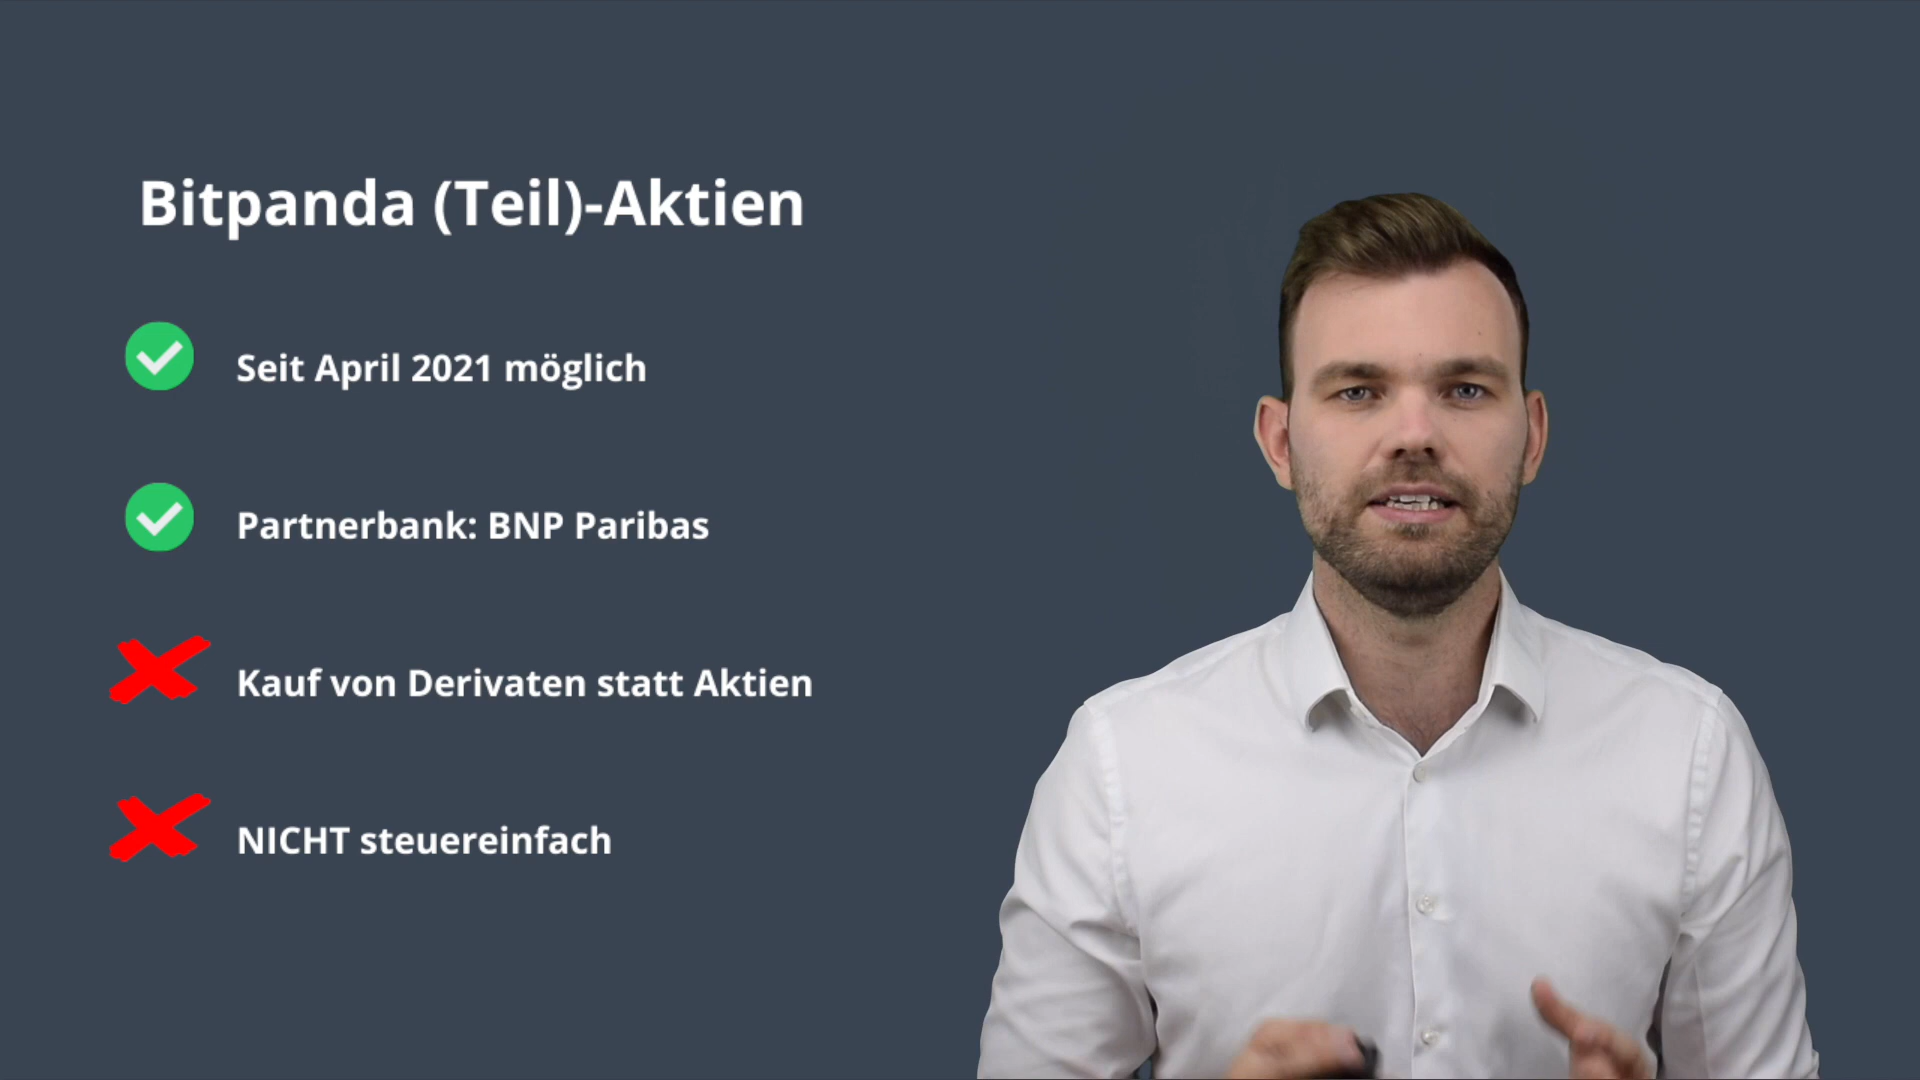 Bitpanda (Teil)-Aktien
Seit April 2021 möglich
Partnerbank: BNP Paribas
Kauf von Derivaten statt Aktien
NICHT steuereinfach